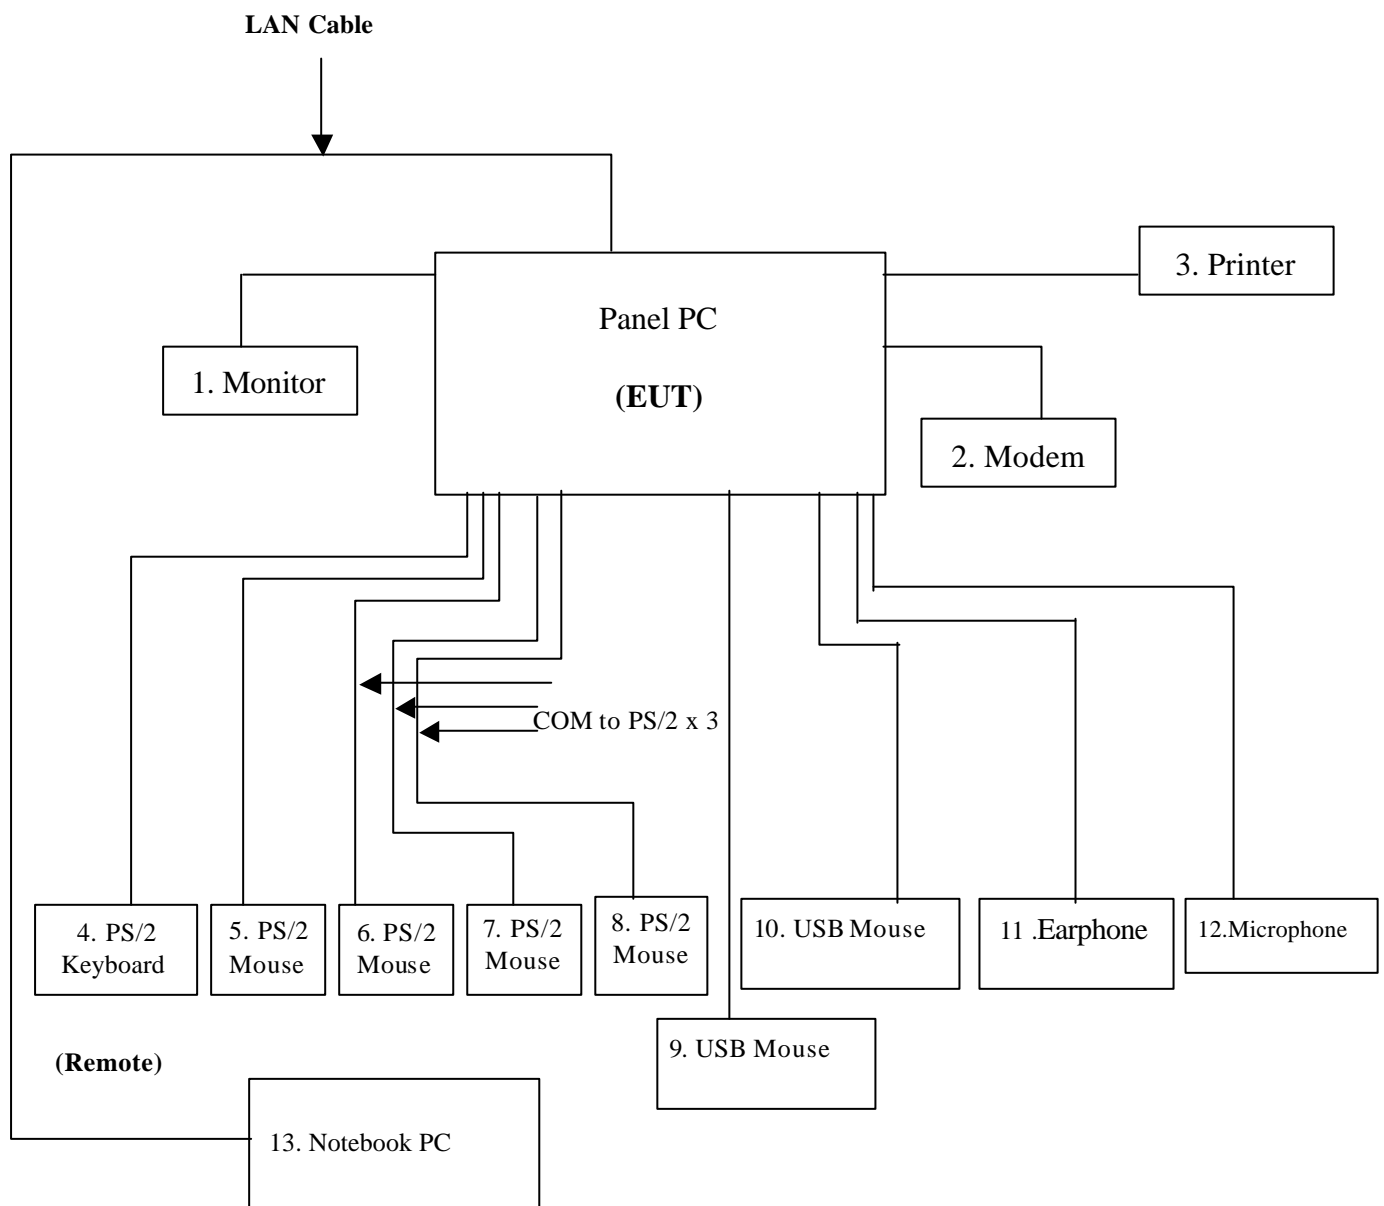 LAN Cable
3. Printer
Panel PC
(EUT)
1. Monitor
2. Modem
COM to PS/2 x 3
4. PS/2
Keyboard
5. PS/2
Mouse
6. PS/2
Mouse
7. PS/2
Mouse
8. PS/2
Mouse
10. USB Mouse
11 .Earphone
12.Microphone
9. USB Mouse
(Remote)
13. Notebook PC